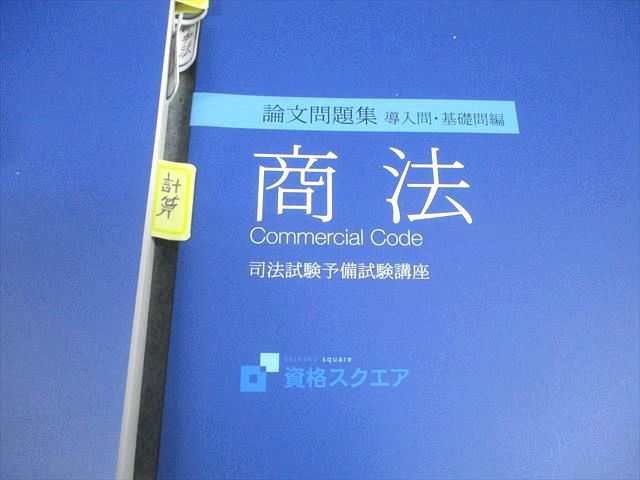 論文問題集 導入問・基礎問編
商法
Commercial Code
司法試験予備試験講座
shikaku square
資格スクエア
計算